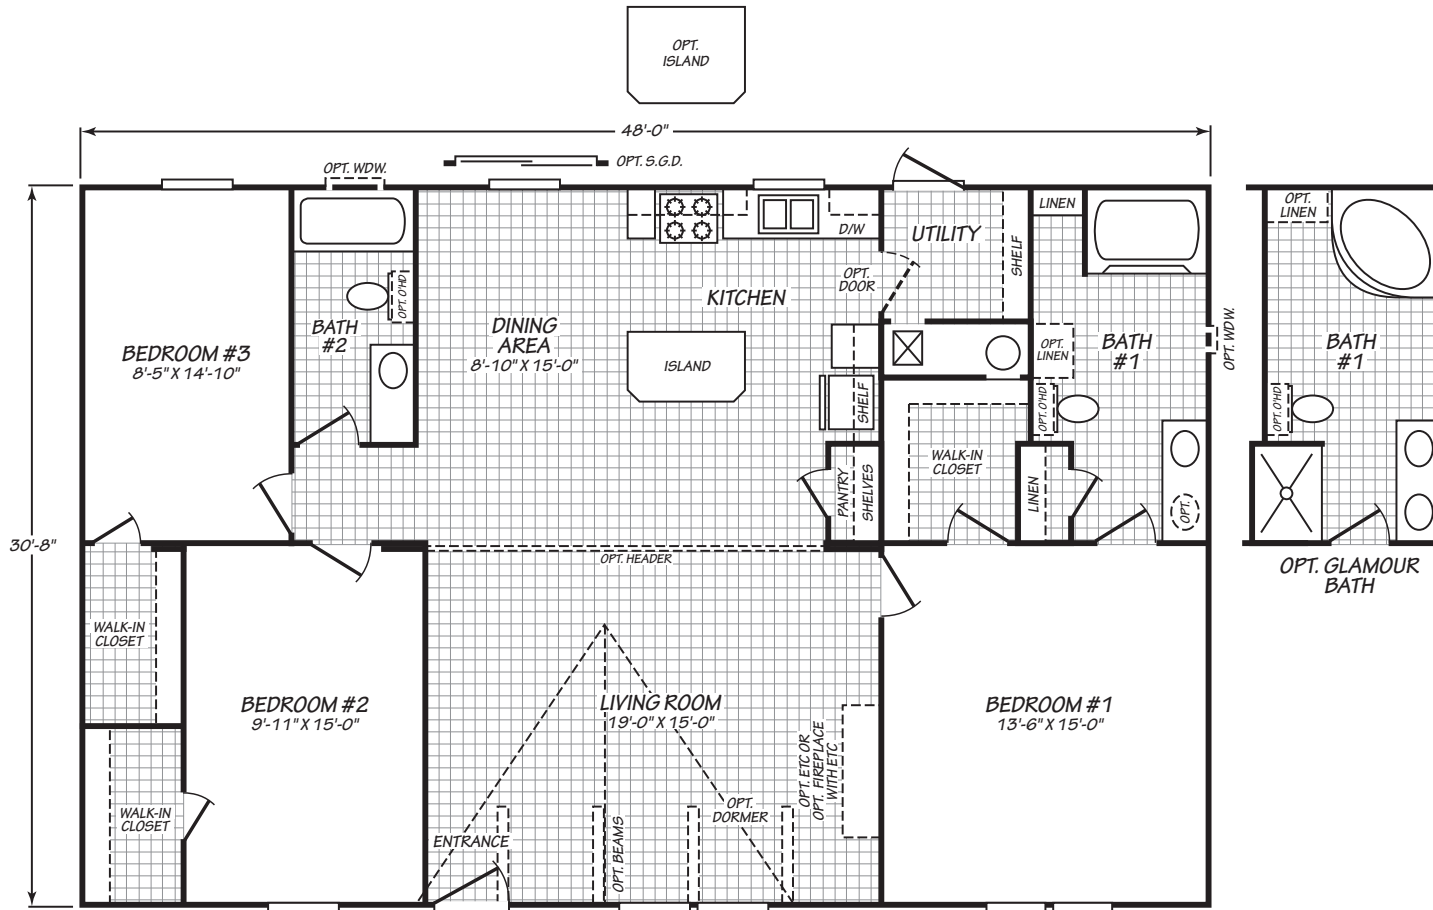 OPT.
ISLAND
48'-0"
OPT. WDW.
OPT. S.G.D.
LINEN
OPT.
LINEN
D/W
UTILITY
SHELF
OPT.
DOOR
KITCHEN
OPT. O'HD
BATH
#2
DINING
AREA
8'-10" X 15'-0"
BEDROOM #3
8'-5" X 14'-10"
ISLAND
OPT.
LINEN
BATH
#1
OPT. WDW.
BATH
#1
SHELF
OPT. O'HD
OPT. O'HD
WALK-IN
CLOSET
PANTRY
SHELVES
LINEN
OPT.
30'-8"
OPT. HEADER
OPT. GLAMOUR
BATH
WALK-IN
CLOSET
BEDROOM #2
9'-11" X 15'-0"
LIVING ROOM
19'-0" X 15'-0"
BEDROOM #1
13'-6" X 15'-0"
OPT. ETC OR
OPT. FIREPLACE
WITH ETC
WALK-IN
CLOSET
ENTRANCE
OPT. BEAMS
OPT.
DORMER